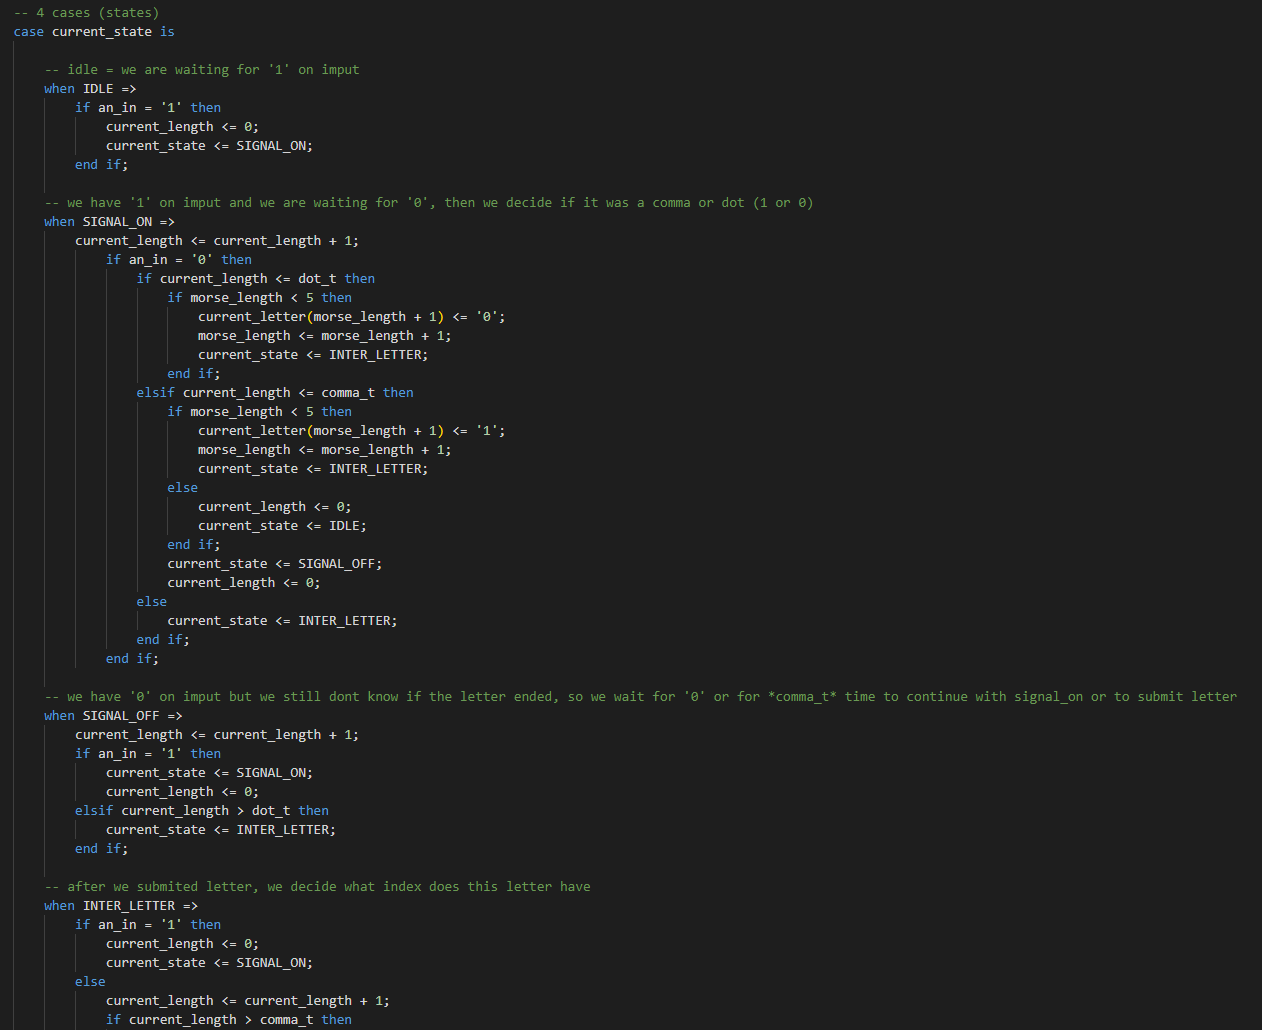 -- 4 cases (states)
case current_state is
-- idle = we are waiting for '1' on imput
when IDLE =>
if an_in = '1' then
current_length <= 0;
current_state <= SIGNAL_ON;
end if;
-- we have '1' on imput and we are waiting for '0', then we decide if it was a comma or dot (1 or 0)
when SIGNAL_ON =>
current_length <= current_length + 1;
if an_in = '0' then
if current_length <= dot_t then
if morse_length < 5 then
current_letter(morse_length + 1) <= '0';
morse_length <= morse_length + 1;
current_state <= INTER_LETTER;
end if;
elsif current_length <= comma_t then
if morse_length < 5 then
current_letter(morse_length + 1) <= '1';
morse_length <= morse_length + 1;
current_state <= INTER_LETTER;
else
current_length <= 0;
current_state <= IDLE;
end if;
current_state <= SIGNAL_OFF;
current_length <= 0;
else
current_state <= INTER_LETTER;
end if;
end if;
-- we have '0' on imput but we still dont know if the letter ended, so we wait for '0' or for *comma_t* time to continue with signal_on or to submit letter
when SIGNAL_OFF =>
current_length <= current_length + 1;
if an_in = '1' then
current_state <= SIGNAL_ON;
current_length <= 0;
elsif current_length > dot_t then
current_state <= INTER_LETTER;
end if;
-- after we submited letter, we decide what index does this letter have
when INTER_LETTER =>
if an_in = '1' then
current_length <= 0;
current_state <= SIGNAL_ON;
else
current_length <= current_length + 1;
if current_length > comma_t then